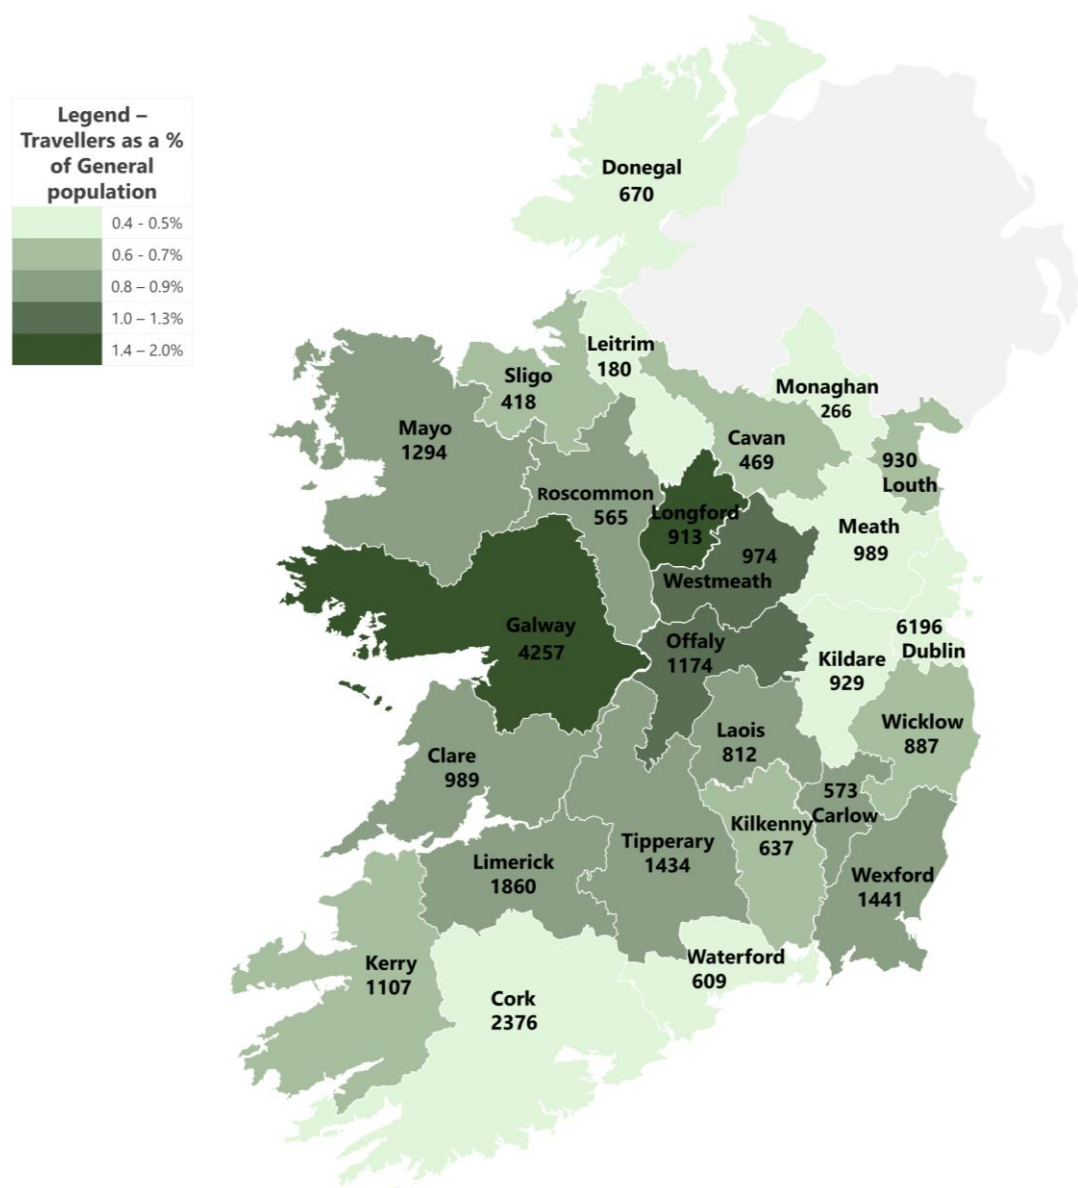 Legend –
Travellers as a %
of General
population
0.4 - 0.5%
0.6 - 0.7%
0.8 – 0.9%
1.0 – 1.3%
1.4 – 2.0%
Donegal
670
Leitrim
180
Sligo
418
Monaghan
266
Mayo
1294
Cavan
469
930
Louth
Roscommon
565
Longford
913
Meath
989
974
Westmeath
Galway
4257
Offaly
1174
6196
Dublin
Kildare
929
Wicklow
887
Laois
812
Clare
989
573
Carlow
Kilkenny
637
Tipperary
1434
Limerick
1860
Wexford
1441
Waterford
609
Kerry
1107
Cork
2376